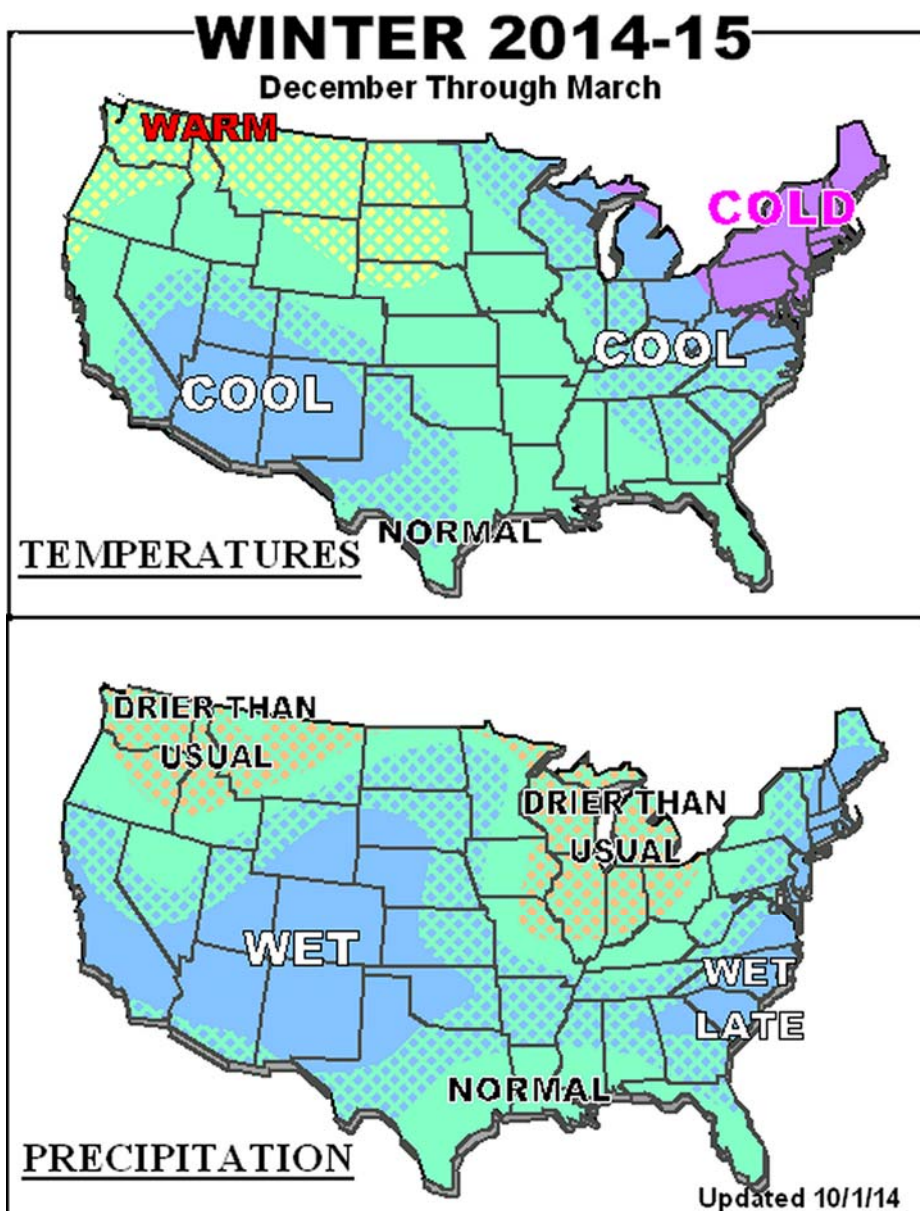 WINTER 2014-15
December Through March
WARM
COLD
COOL
COOL
NORMAL
TEMPERATURES
DRIER THAN
USUAL
DRIER THAN
USUAL
WET
WET
LATE
NORMAL
PRECIPITATION
Updated 10/1/14